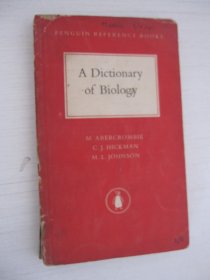 PENGUIN REFERENCE BOOKS
A Dictionary
of Biology
M. ABERCROMBIE
C. J. HICKMAN
M. L. JOHNSON